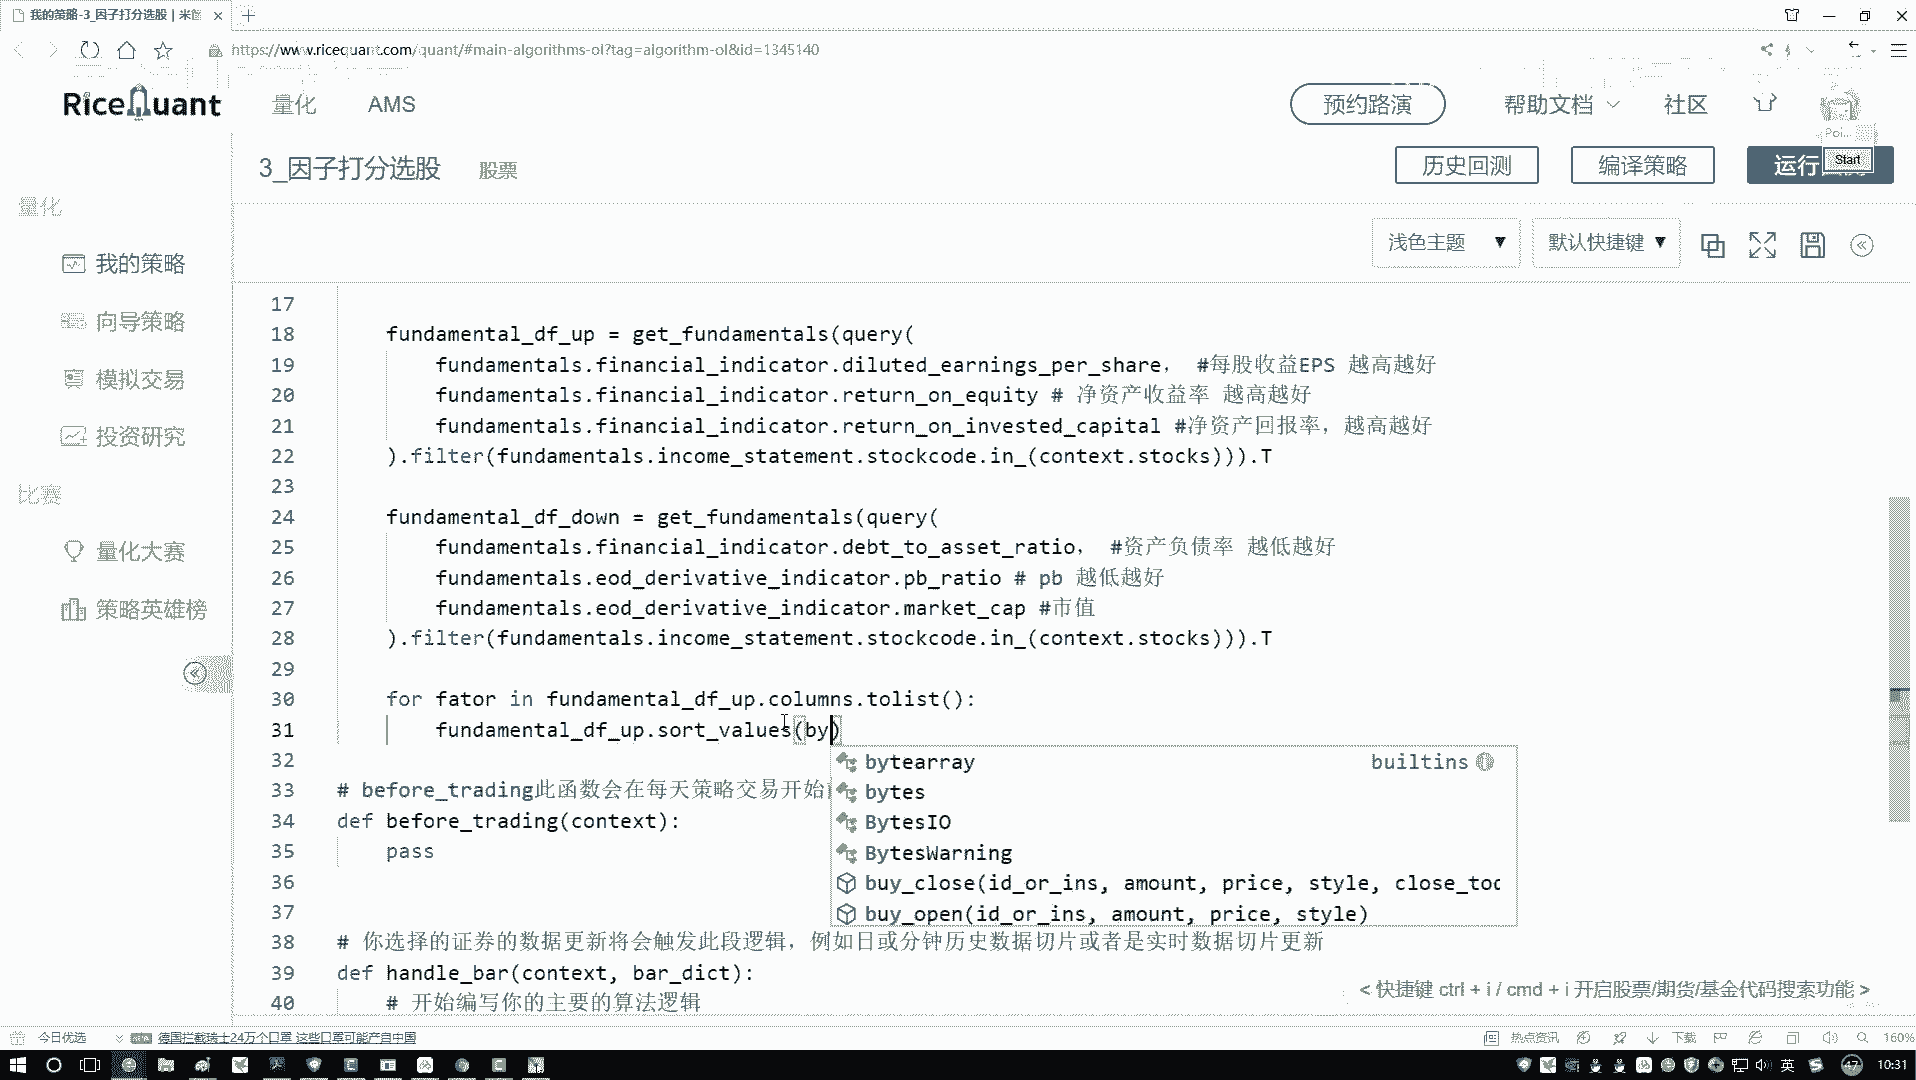 我的策略-3_因子打分选股 | 米
https://www.ricequant.com/quant/#main-algorithms-ol?tag=algorithm-ol&id=1345140
RiceQuant
量化
AMS
预约路演
帮助文档
社区
Poi...
3_因子打分选股
股票
历史回测
编译策略
运行
Start
量化
浅色主题
默认快捷键
我的策略
向导策略
模拟交易
投资研究
比赛
量化大赛
策略英雄榜
17
18 fundamental_df_up = get_fundamentals(query(
19 fundamentals.financial_indicator.diluted_earnings_per_share， #每股收益EPS 越高越好
20 fundamentals.financial_indicator.return_on_equity # 净资产收益率 越高越好
21 fundamentals.financial_indicator.return_on_invested_capital #净资产回报率，越高越好
22 ).filter(fundamentals.income_statement.stockcode.in_(context.stocks))).T
23
24 fundamental_df_down = get_fundamentals(query(
25 fundamentals.financial_indicator.debt_to_asset_ratio， #资产负债率 越低越好
26 fundamentals.eod_derivative_indicator.pb_ratio # pb 越低越好
27 fundamentals.eod_derivative_indicator.market_cap #市值
28 ).filter(fundamentals.income_statement.stockcode.in_(context.stocks))).T
29
30 for fator in fundamental_df_up.columns.tolist():
31 fundamental_df_up.sort_values(by)
32
bytearray builtins
33 # before_trading此函数会在每天策略交易开始
bytes
34 def before_trading(context):
BytesIO
35 pass
BytesWarning
36
buy_close(id_or_ins, amount, price, style, close_to
37
buy_open(id_or_ins, amount, price, style)
38 # 你选择的证券的数据更新将会触发此段逻辑，例如日或分钟历史数据切片或者是实时数据切片更新
39 def handle_bar(context, bar_dict):
40 # 开始编写你的主要的算法逻辑
< 快捷键 ctrl + i / cmd + i 开启股票/期货/基金代码搜索功能 >
今日优选
德国拦截瑞士24万个口罩 这些口罩可能产自中国
热点资讯
下载
160%
英
47
10:31